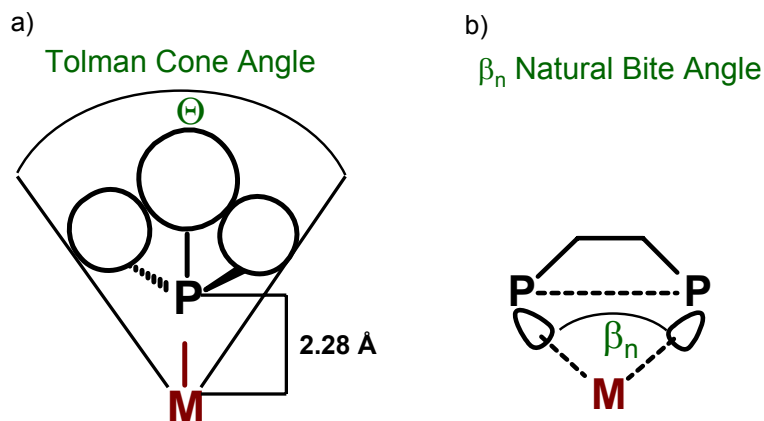 a)
Tolman Cone Angle
Θ
P
2.28 Å
M
b)
βn Natural Bite Angle
P P
βn
M